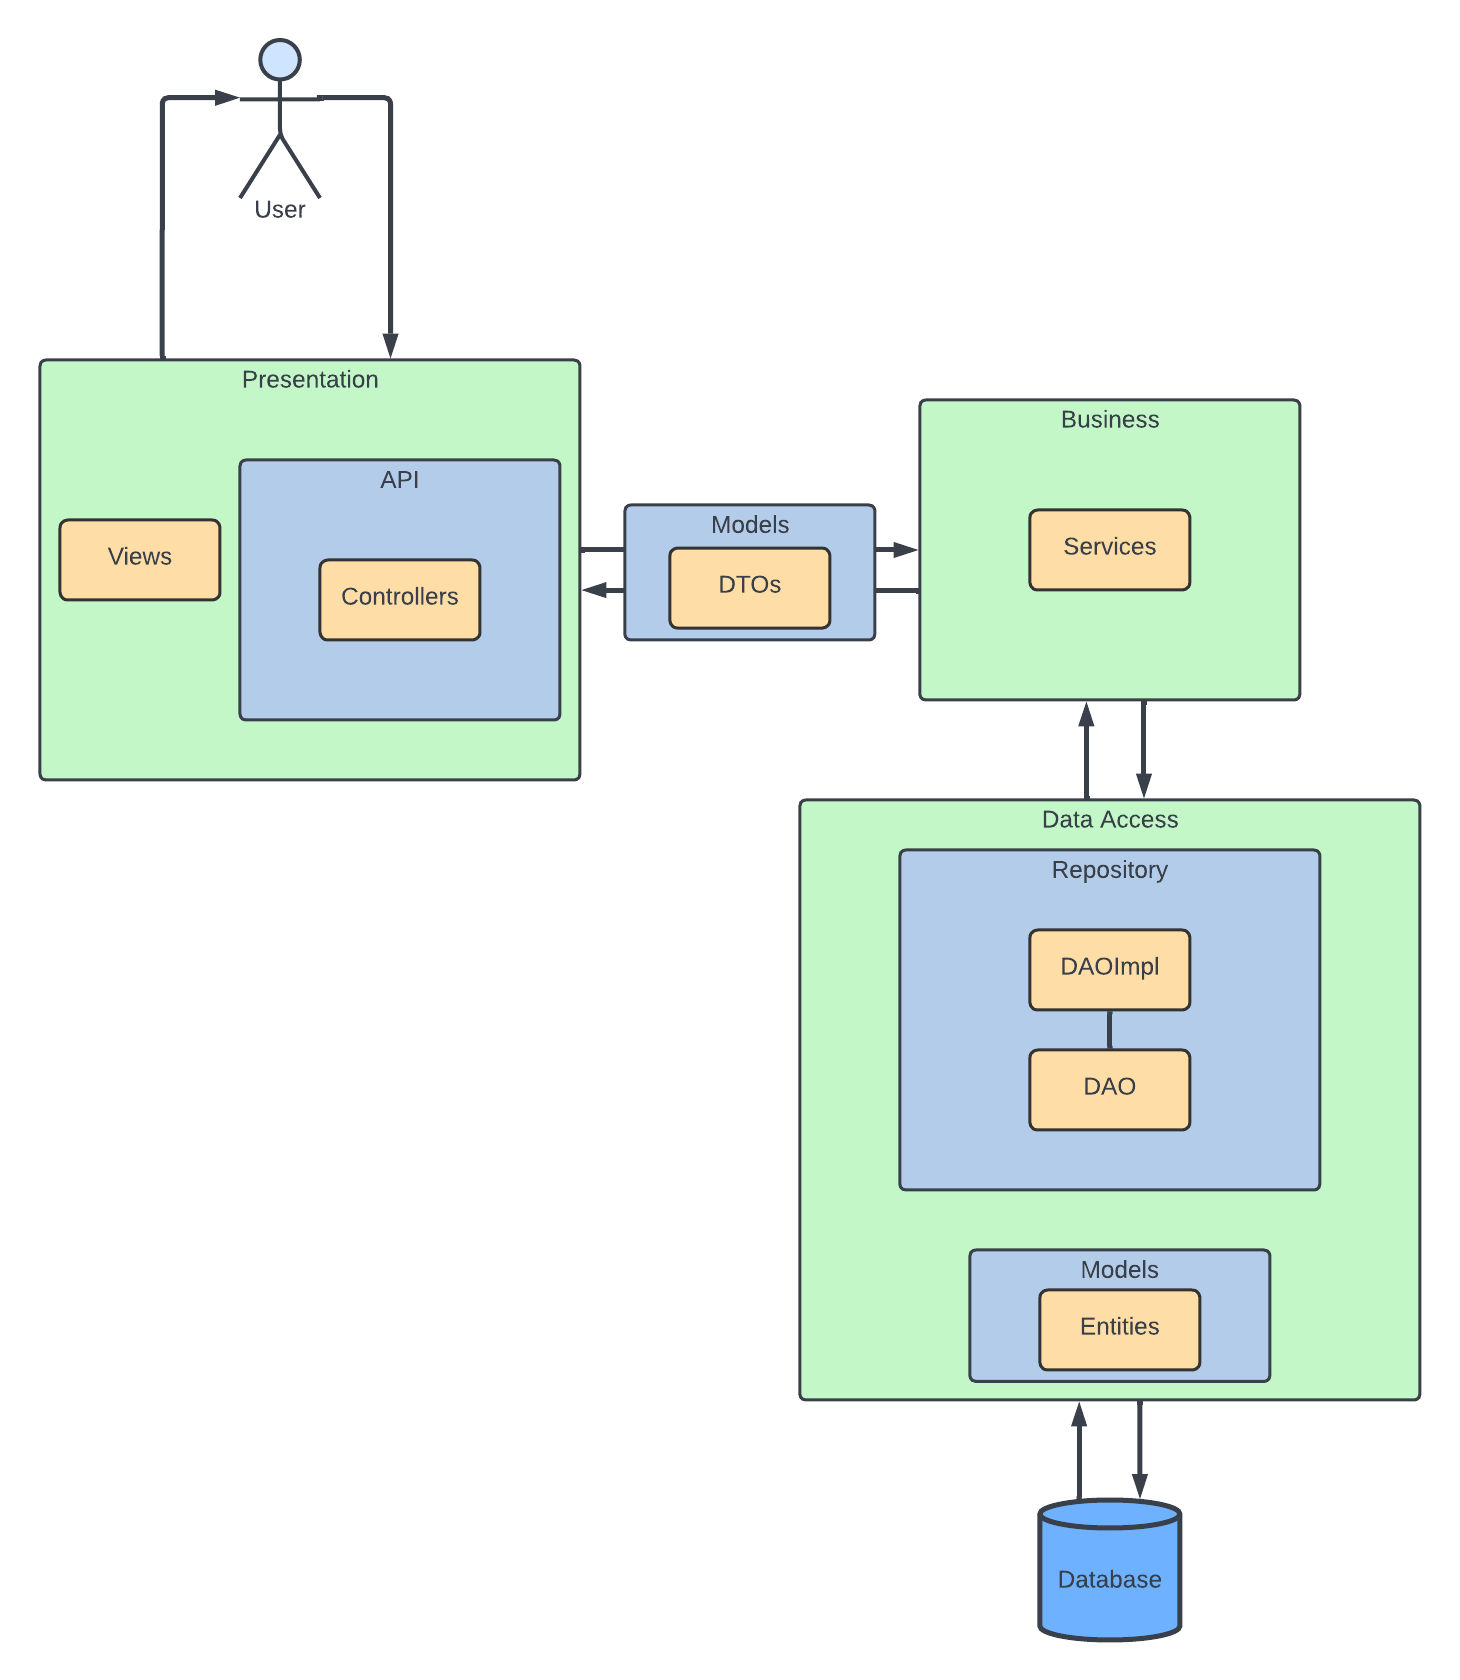 User
Presentation
API
Views
Controllers
Models
DTOs
Business
Services
Data Access
Repository
DAOImpl
DAO
Models
Entities
Database